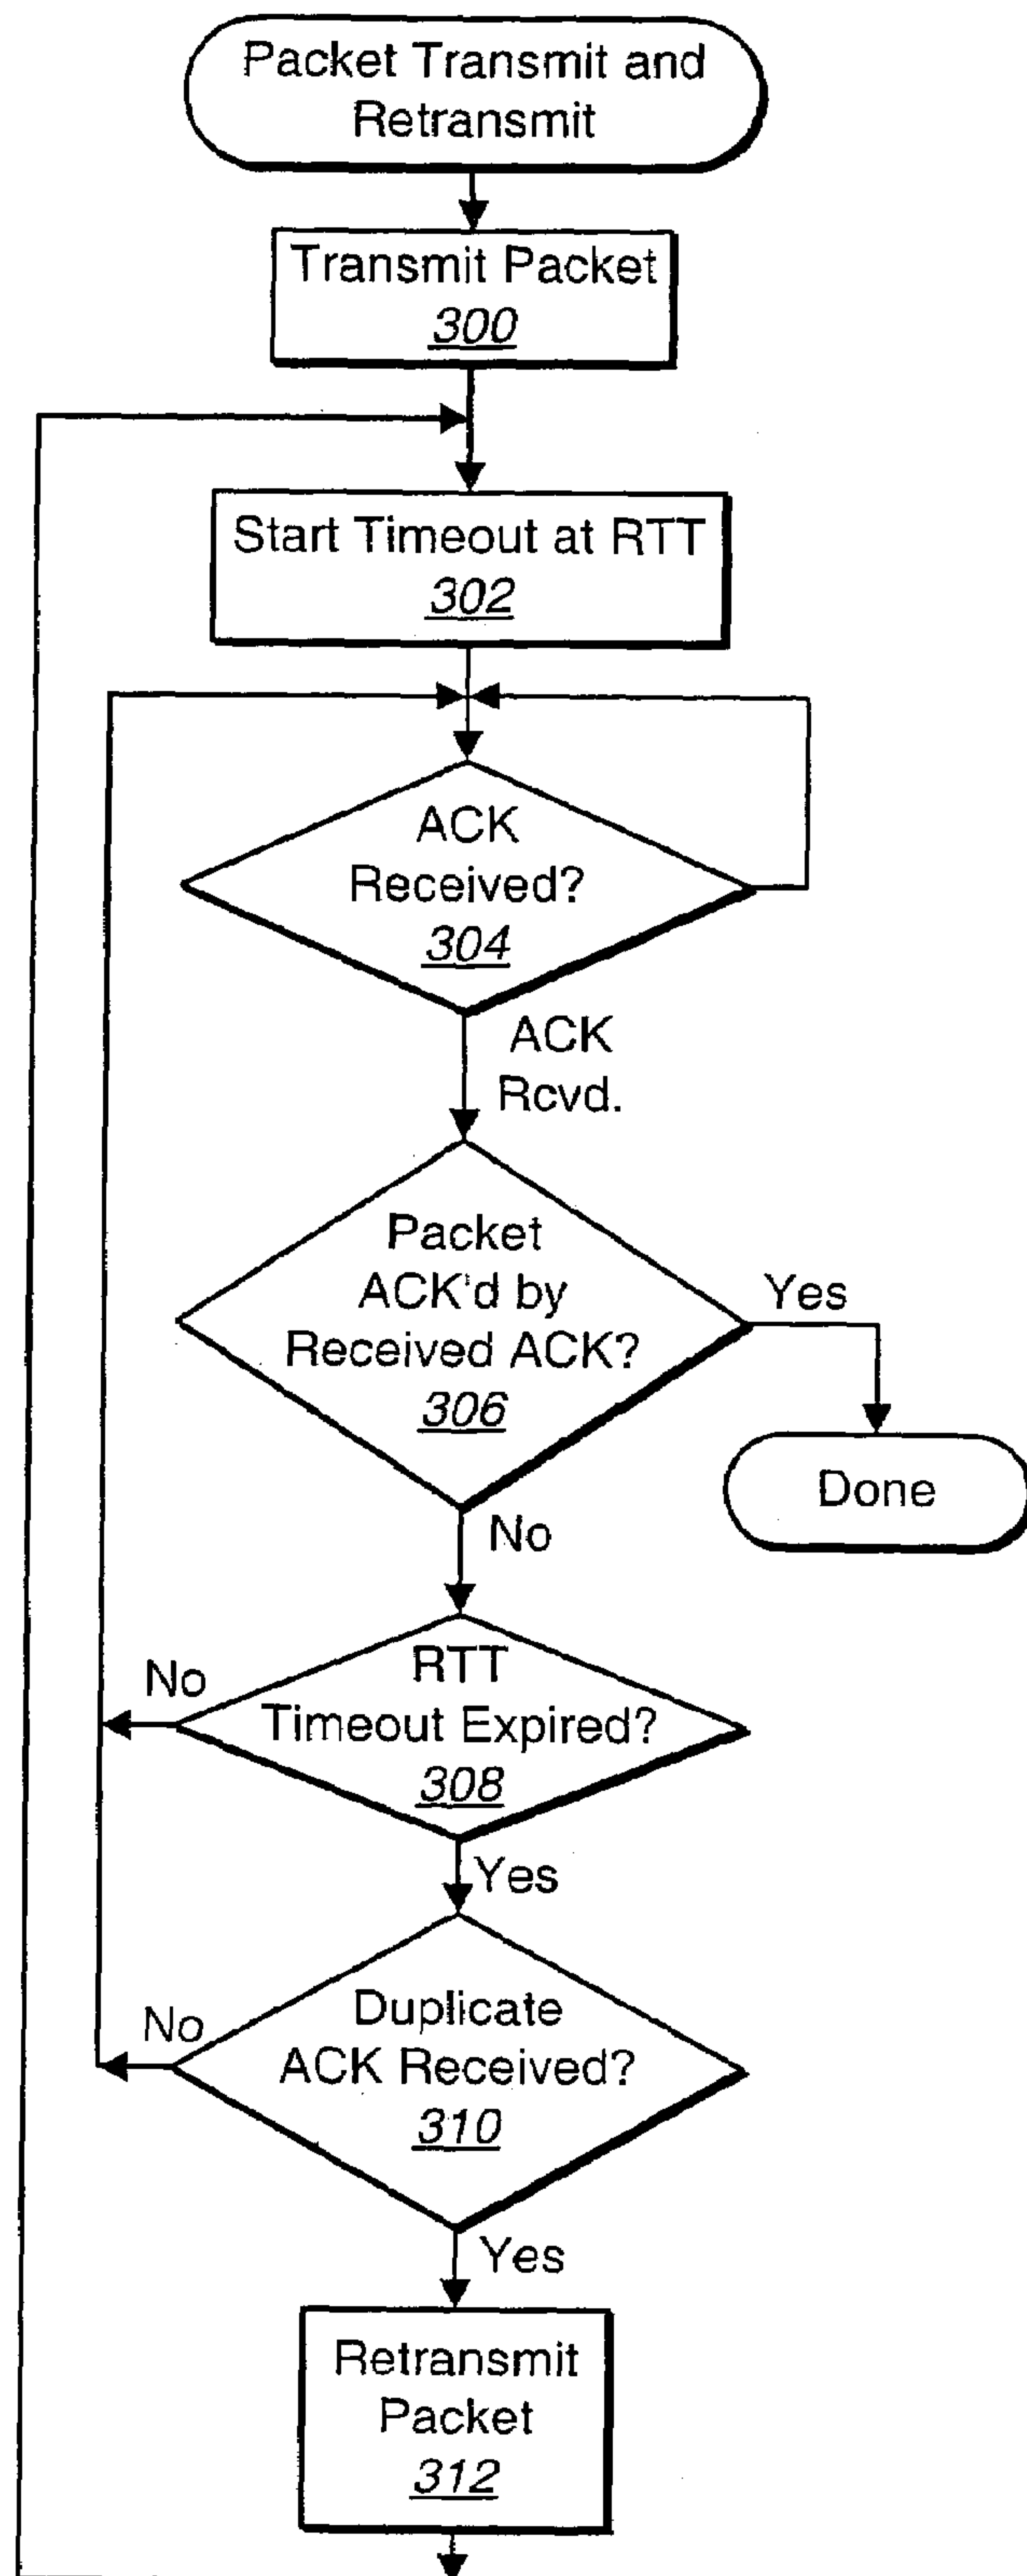 Packet Transmit and
Retransmit
Transmit Packet
300
Start Timeout at RTT
302
ACK
Received?
304
ACK
Rcvd.
Packet
ACK'd by
Received ACK?
306
Yes
Done
No
RTT
Timeout Expired?
308
No
Yes
Duplicate
ACK Received?
310
No
Yes
Retransmit
Packet
312